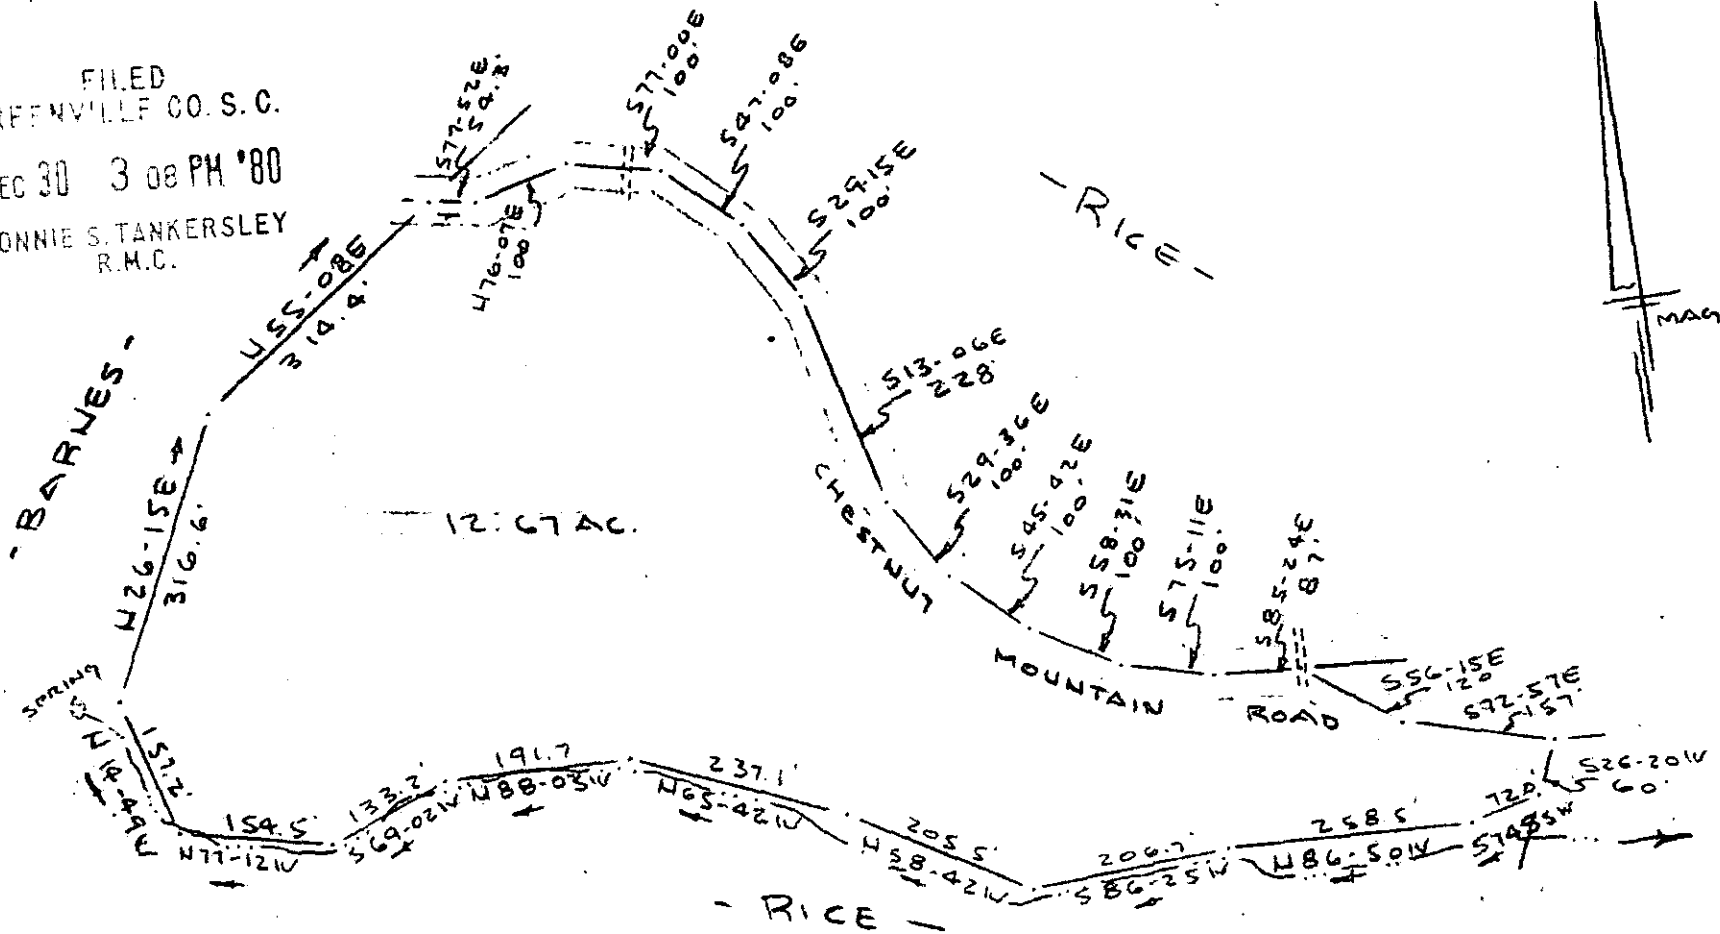 FILED
GREENVILLE CO. S. C.
DEC 30 3 08 PM '80
DONNIE S. TANKERSLEY
R.M.C.
S77-52E
54.3'
S77-00E
100'
S47-08E
100'
S29-15E
100'
N76-07E
100'
- RICE -
MAG
N55-08E
314.4'
- BARNES -
N26-15E
316.6'
12.67 AC.
S13-06E
228'
S29-36E
100'
S45-42E
100'
S58-31E
100'
S75-11E
100'
S85-24E
87'
CHESTNUT
MOUNTAIN
ROAD
S56-15E
120
S72-57E
157'
S26-20W
60'
SPRING
157.2'
154.5'
N77-12W
133.2'
S69-02W
191.7
N88-03W
237.1'
N65-42W
205.5'
N58-42W
206.7
S86-25W
258.5
N86-50W
- RICE -